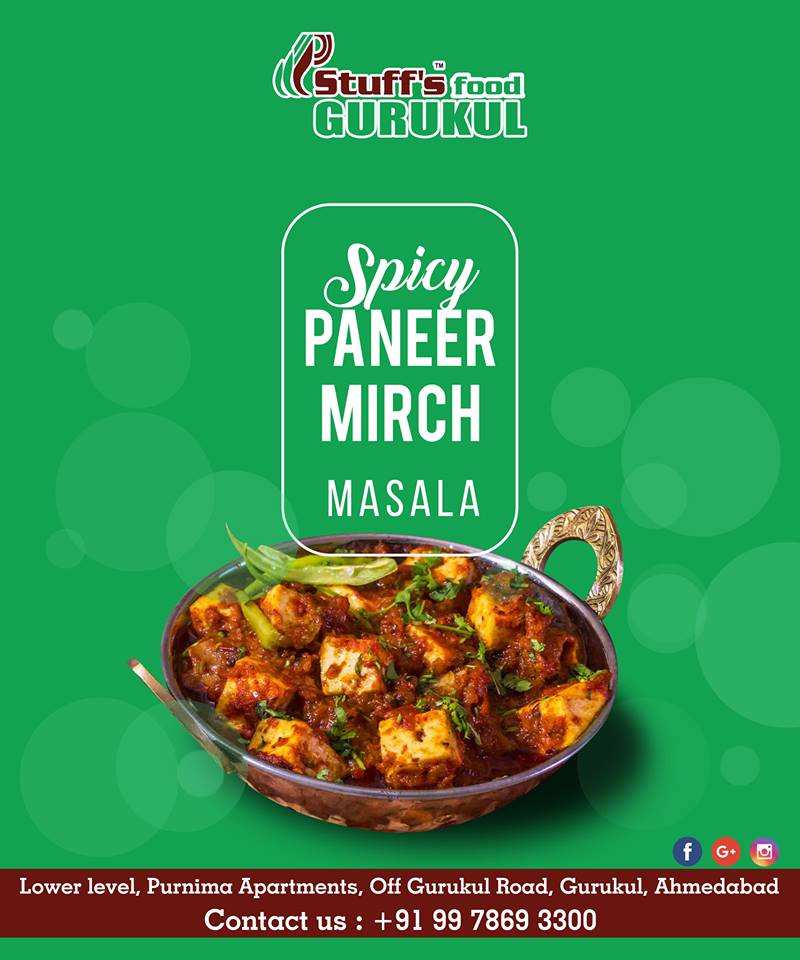 Stuff's food
TM
GURUKUL
Spicy
PANEER
MIRCH
MASALA
f G+
Lower level, Purnima Apartments, Off Gurukul Road, Gurukul, Ahmedabad
Contact us : +91 99 7869 3300